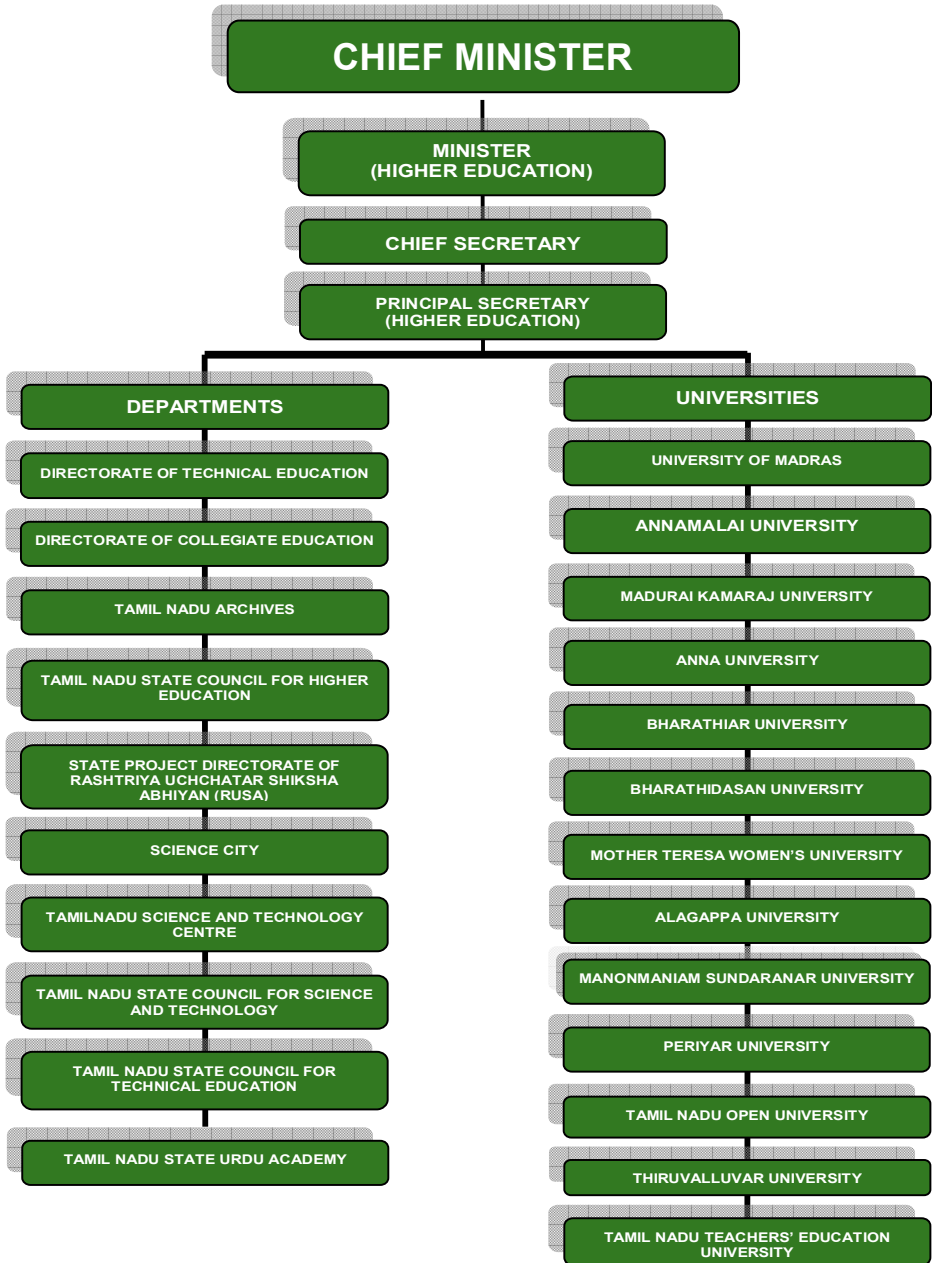 CHIEF MINISTER
MINISTER
(HIGHER EDUCATION)
CHIEF SECRETARY
PRINCIPAL SECRETARY
(HIGHER EDUCATION)
DEPARTMENTS
DIRECTORATE OF TECHNICAL EDUCATION
DIRECTORATE OF COLLEGIATE EDUCATION
TAMIL NADU ARCHIVES
TAMIL NADU STATE COUNCIL FOR HIGHER
EDUCATION
STATE PROJECT DIRECTORATE OF
RASHTRIYA UCHCHATAR SHIKSHA
ABHIYAN (RUSA)
SCIENCE CITY
TAMILNADU SCIENCE AND TECHNOLOGY
CENTRE
TAMIL NADU STATE COUNCIL FOR SCIENCE
AND TECHNOLOGY
TAMIL NADU STATE COUNCIL FOR
TECHNICAL EDUCATION
TAMIL NADU STATE URDU ACADEMY
UNIVERSITIES
UNIVERSITY OF MADRAS
ANNAMALAI UNIVERSITY
MADURAI KAMARAJ UNIVERSITY
ANNA UNIVERSITY
BHARATHIAR UNIVERSITY
BHARATHIDASAN UNIVERSITY
MOTHER TERESA WOMEN'S UNIVERSITY
ALAGAPPA UNIVERSITY
MANONMANIAM SUNDARANAR UNIVERSITY
PERIYAR UNIVERSITY
TAMIL NADU OPEN UNIVERSITY
THIRUVALLUVAR UNIVERSITY
TAMIL NADU TEACHERS' EDUCATION
UNIVERSITY